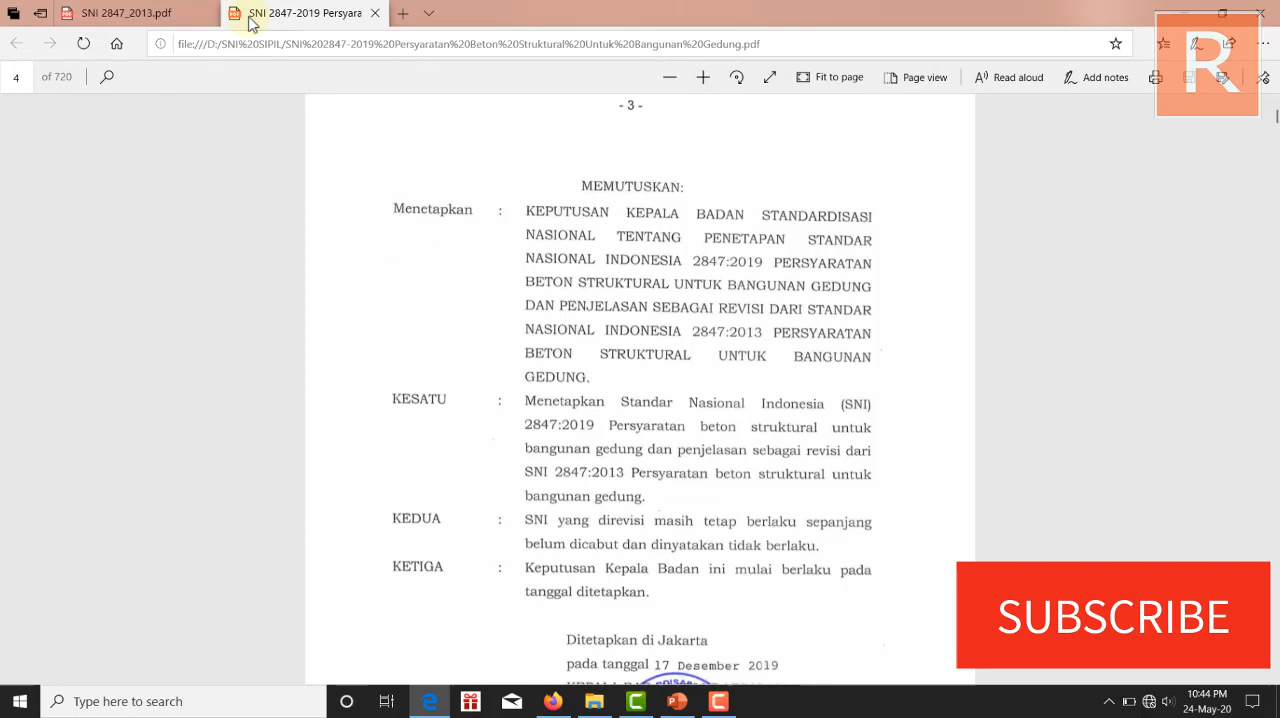 SNI 2847_2013.pdf
SNI 2847-2019 Persyara
file:///D:/SNI%20SIPIL/SNI%202847-2019%20Persyaratan%20Beton%20Struktural%20Untuk%20Bangunan%20Gedung.pdf
4 of 720
Fit to page
Page view
Read aloud
Add notes
R
- 3 -
MEMUTUSKAN:
Menetapkan : KEPUTUSAN KEPALA BADAN STANDARDISASI
NASIONAL TENTANG PENETAPAN STANDAR
NASIONAL INDONESIA 2847:2019 PERSYARATAN
BETON STRUKTURAL UNTUK BANGUNAN GEDUNG
DAN PENJELASAN SEBAGAI REVISI DARI STANDAR
NASIONAL INDONESIA 2847:2013 PERSYARATAN
BETON STRUKTURAL UNTUK BANGUNAN
GEDUNG.
KESATU : Menetapkan Standar Nasional Indonesia (SNI)
2847:2019 Persyaratan beton struktural untuk
bangunan gedung dan penjelasan sebagai revisi dari
SNI 2847:2013 Persyaratan beton struktural untuk
bangunan gedung.
KEDUA : SNI yang direvisi masih tetap berlaku sepanjang
belum dicabut dan dinyatakan tidak berlaku.
KETIGA : Keputusan Kepala Badan ini mulai berlaku pada
tanggal ditetapkan.
Ditetapkan di Jakarta
pada tanggal 17 Desember 2019
SUBSCRIBE
Type here to search
10:44 PM
24-May-20